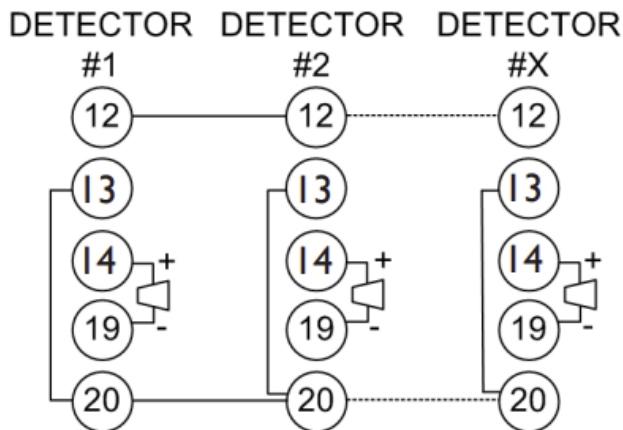 DETECTOR DETECTOR DETECTOR
#1 #2 #X
12 12 12
13 13 13
14 + 14 + 14 +
19 - 19 - 19 -
20 20 20